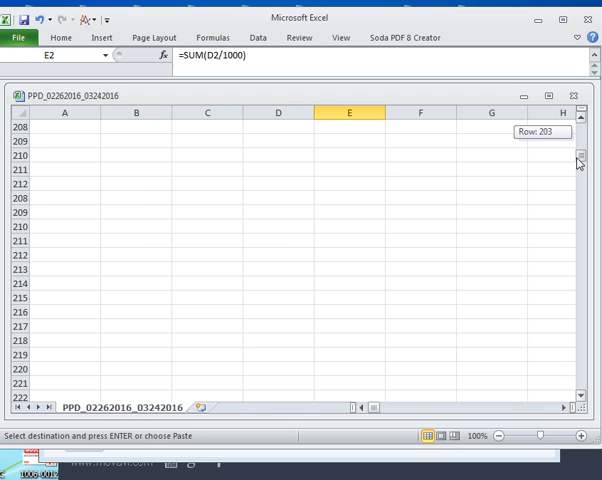 Microsoft Excel
File Home Insert Page Layout Formulas Data Review View Soda PDF 8 Creator
E2 fx =SUM(D2/1000)
PPD_02262016_03242016
A B C D E F G H
208
Row: 203
209
210
211
212
208
209
210
211
212
213
214
215
216
217
218
219
220
221
222
PPD_02262016_03242016
Select destination and press ENTER or choose Paste 100%